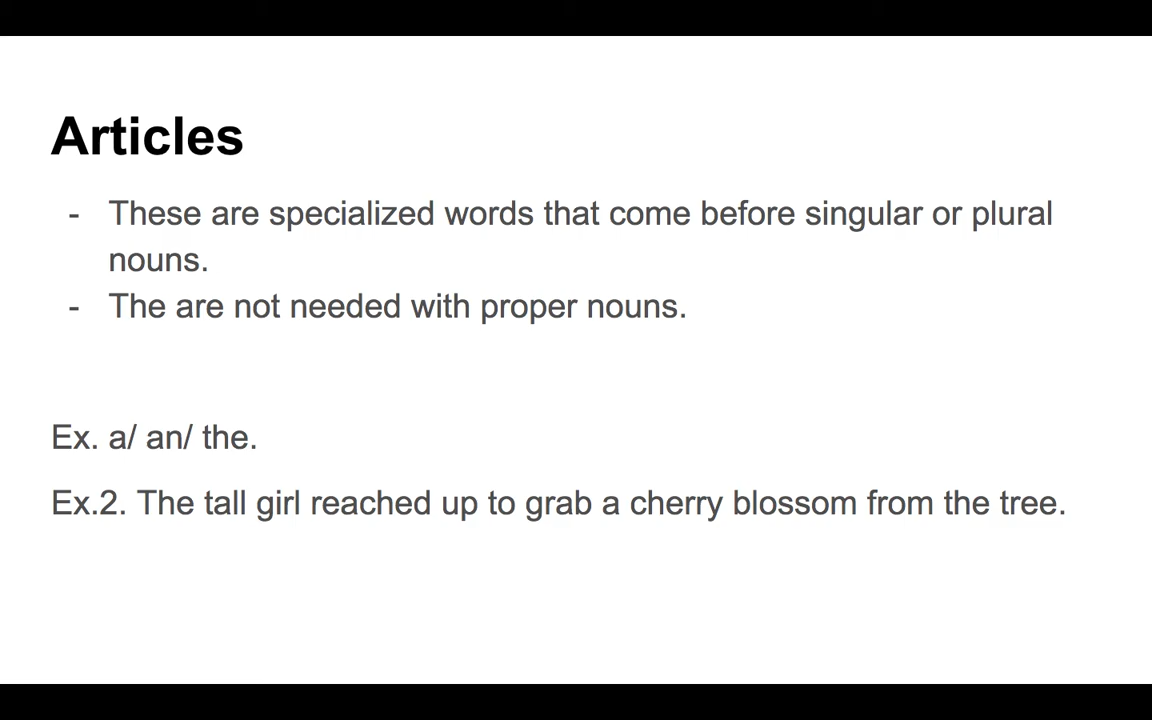 Articles
- These are specialized words that come before singular or plural
nouns.
- The are not needed with proper nouns.
Ex. a/ an/ the.
Ex.2. The tall girl reached up to grab a cherry blossom from the tree.